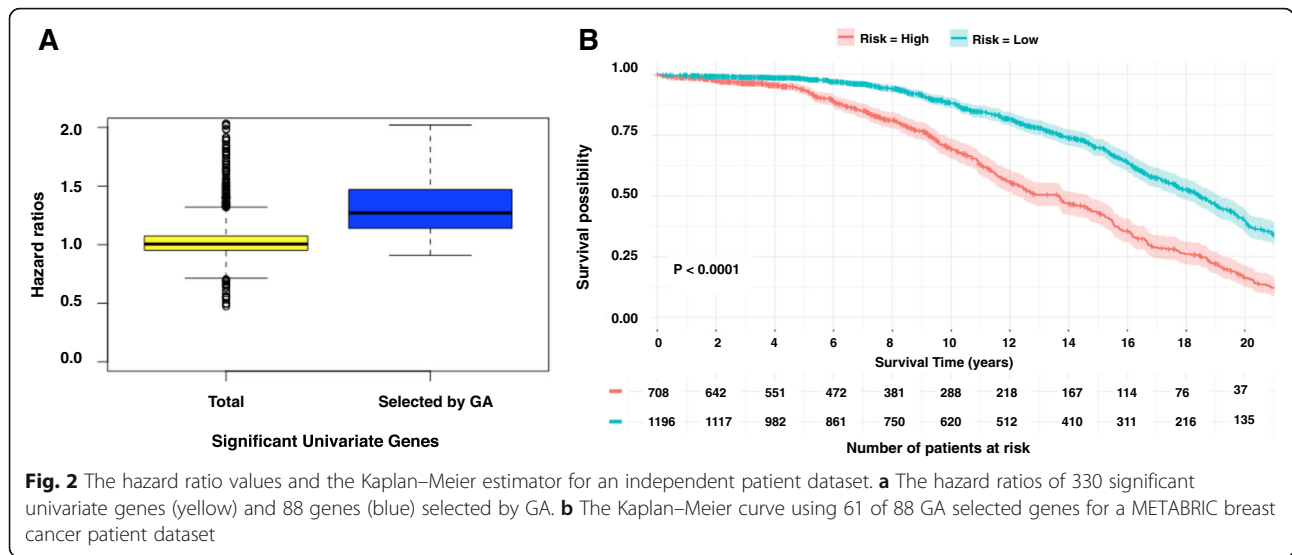 A
2.0
1.5
1.0
0.5
0.0
Hazard ratios
Total Selected by GA
Significant Univariate Genes
B
Risk = High Risk = Low
1.00
0.75
0.50
0.25
0.00
Survival possibility
P < 0.0001
0 2 4 6 8 10 12 14 16 18 20
Survival Time (years)
708 642 551 472 381 288 218 167 114 76 37
1196 1117 982 861 750 620 512 410 311 216 135
Number of patients at risk
Fig. 2 The hazard ratio values and the Kaplan–Meier estimator for an independent patient dataset. a The hazard ratios of 330 significant
univariate genes (yellow) and 88 genes (blue) selected by GA. b The Kaplan–Meier curve using 61 of 88 GA selected genes for a METABRIC breast
cancer patient dataset